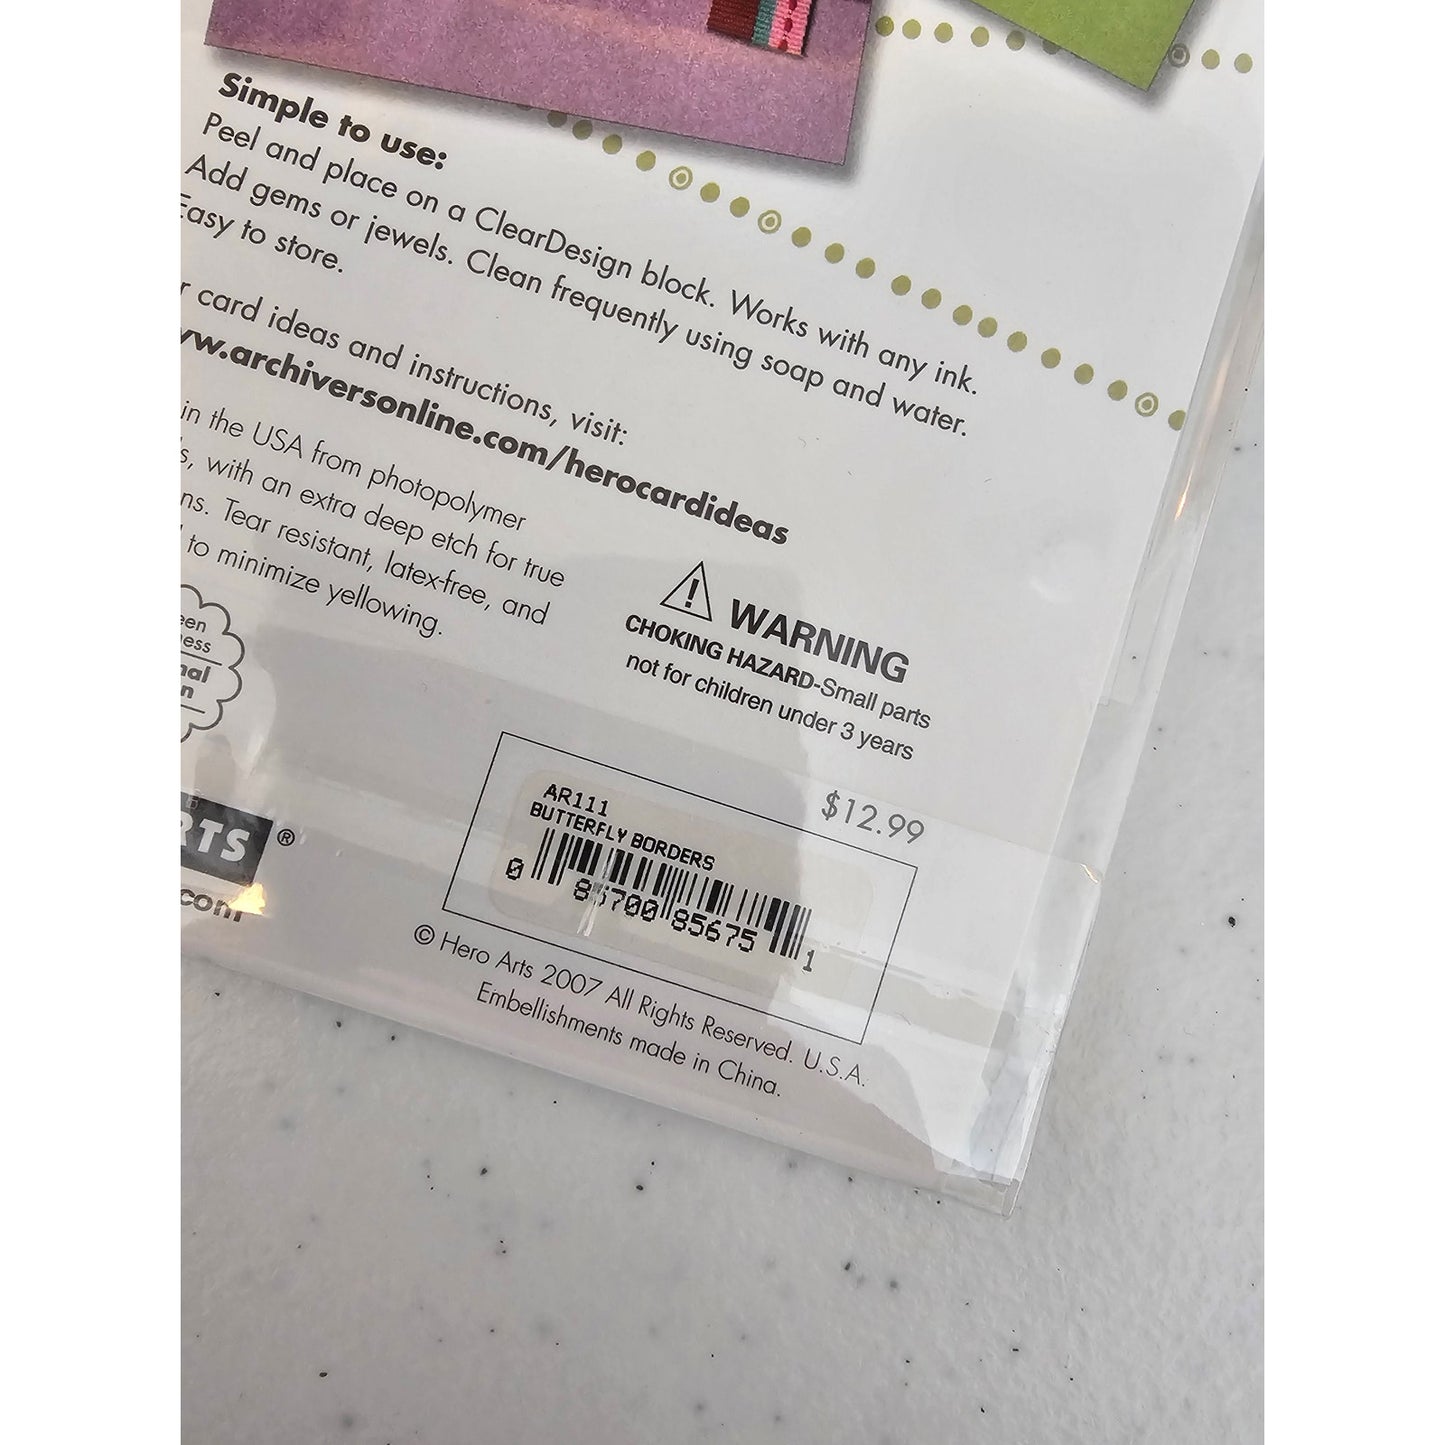 Simple to use:
Peel and place on a ClearDesign block. Works with any ink.
Add gems or jewels. Clean frequently using soap and water.
Easy to store.
card ideas and instructions, visit:
.archiversonline.com/herocardideas
in the USA from photopolymer
with an extra deep etch for true
Tear resistant, latex-free, and
to minimize yellowing.
WARNING
CHOKING HAZARD-Small parts
not for children under 3 years
$12.99
AR111
BUTTERFLY BORDERS
0 85700 85675 1
RTS®
.com
© Hero Arts 2007 All Rights Reserved. U.S.A.
Embellishments made in China.